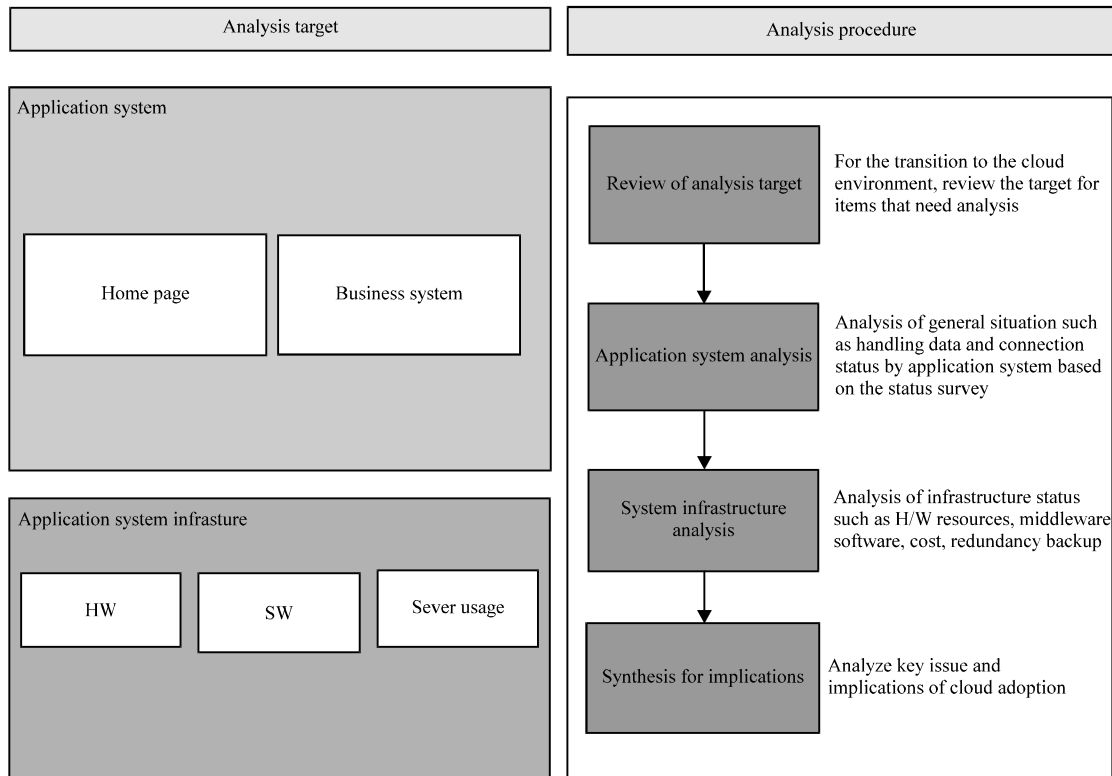 Analysis target
Application system
Home page
Business system
Application system infrasture
HW
SW
Sever usage
Analysis procedure
Review of analysis target
For the transition to the cloud
environment, review the target for
items that need analysis
Application system analysis
Analysis of general situation such
as handling data and connection
status by application system based
on the status survey
System infrastructure
analysis
Analysis of infrastructure status
such as H/W resources, middleware
software, cost, redundancy backup
Synthesis for implications
Analyze key issue and
implications of cloud adoption